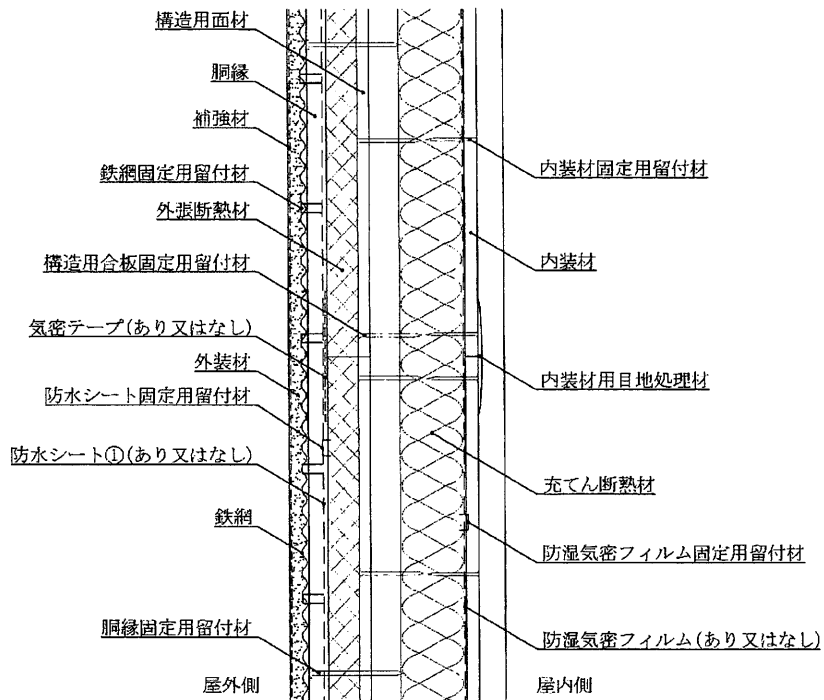 構造用面材
胴縁
補強材
鉄網固定用留付材
外張断熱材
構造用合板固定用留付材
気密テープ(あり又はなし)
外装材
防水シート固定用留付材
防水シート①(あり又はなし)
鉄網
胴縁固定用留付材
屋外側
内装材固定用留付材
内装材
内装材用目地処理材
充てん断熱材
防湿気密フィルム固定用留付材
防湿気密フィルム(あり又はなし)
屋内側